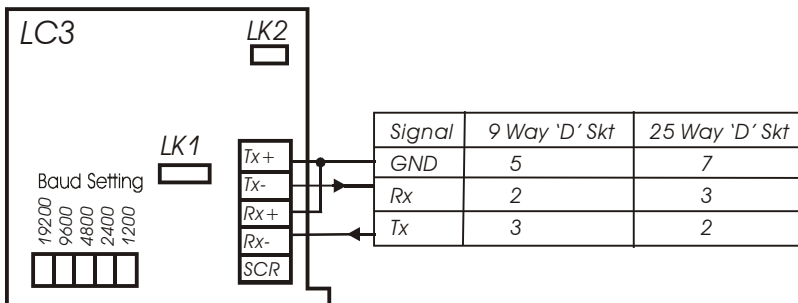 LC3
LK2
LK1
Baud Setting
19200
9600
4800
2400
1200
Tx+
Tx-
Rx+
Rx-
SCR
Signal 9 Way ‘D’ Skt 25 Way ‘D’ Skt
GND 5 7
Rx 2 3
Tx 3 2